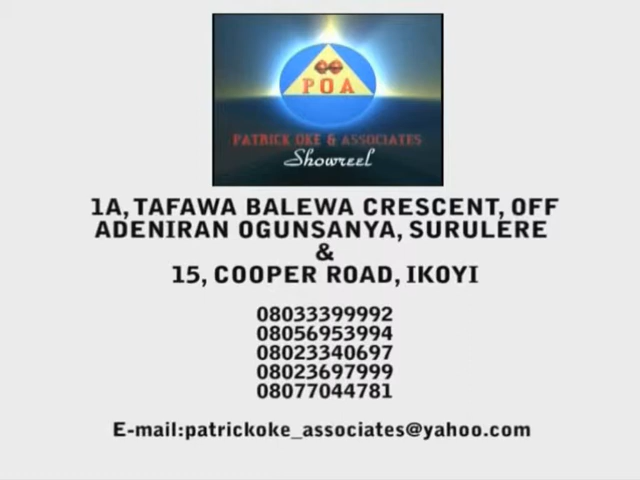 POA
PATRICK OKE & ASSOCIATES
Showreel
1A, TAFAWA BALEWA CRESCENT, OFF
ADENIRAN OGUNSANYA, SURULERE
&
15, COOPER ROAD, IKOYI
08033399992
08056953994
08023340697
08023697999
08077044781
E-mail:patrickoke_associates@yahoo.com